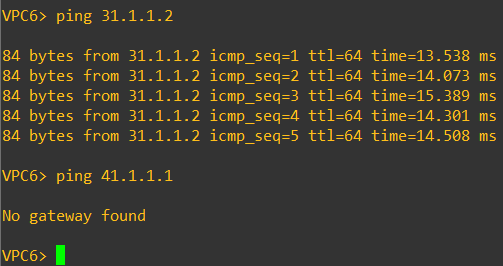 VPC6> ping 31.1.1.2
84 bytes from 31.1.1.2 icmp_seq=1 ttl=64 time=13.538 ms
84 bytes from 31.1.1.2 icmp_seq=2 ttl=64 time=14.073 ms
84 bytes from 31.1.1.2 icmp_seq=3 ttl=64 time=15.389 ms
84 bytes from 31.1.1.2 icmp_seq=4 ttl=64 time=14.301 ms
84 bytes from 31.1.1.2 icmp_seq=5 ttl=64 time=14.508 ms
VPC6> ping 41.1.1.1
No gateway found
VPC6>